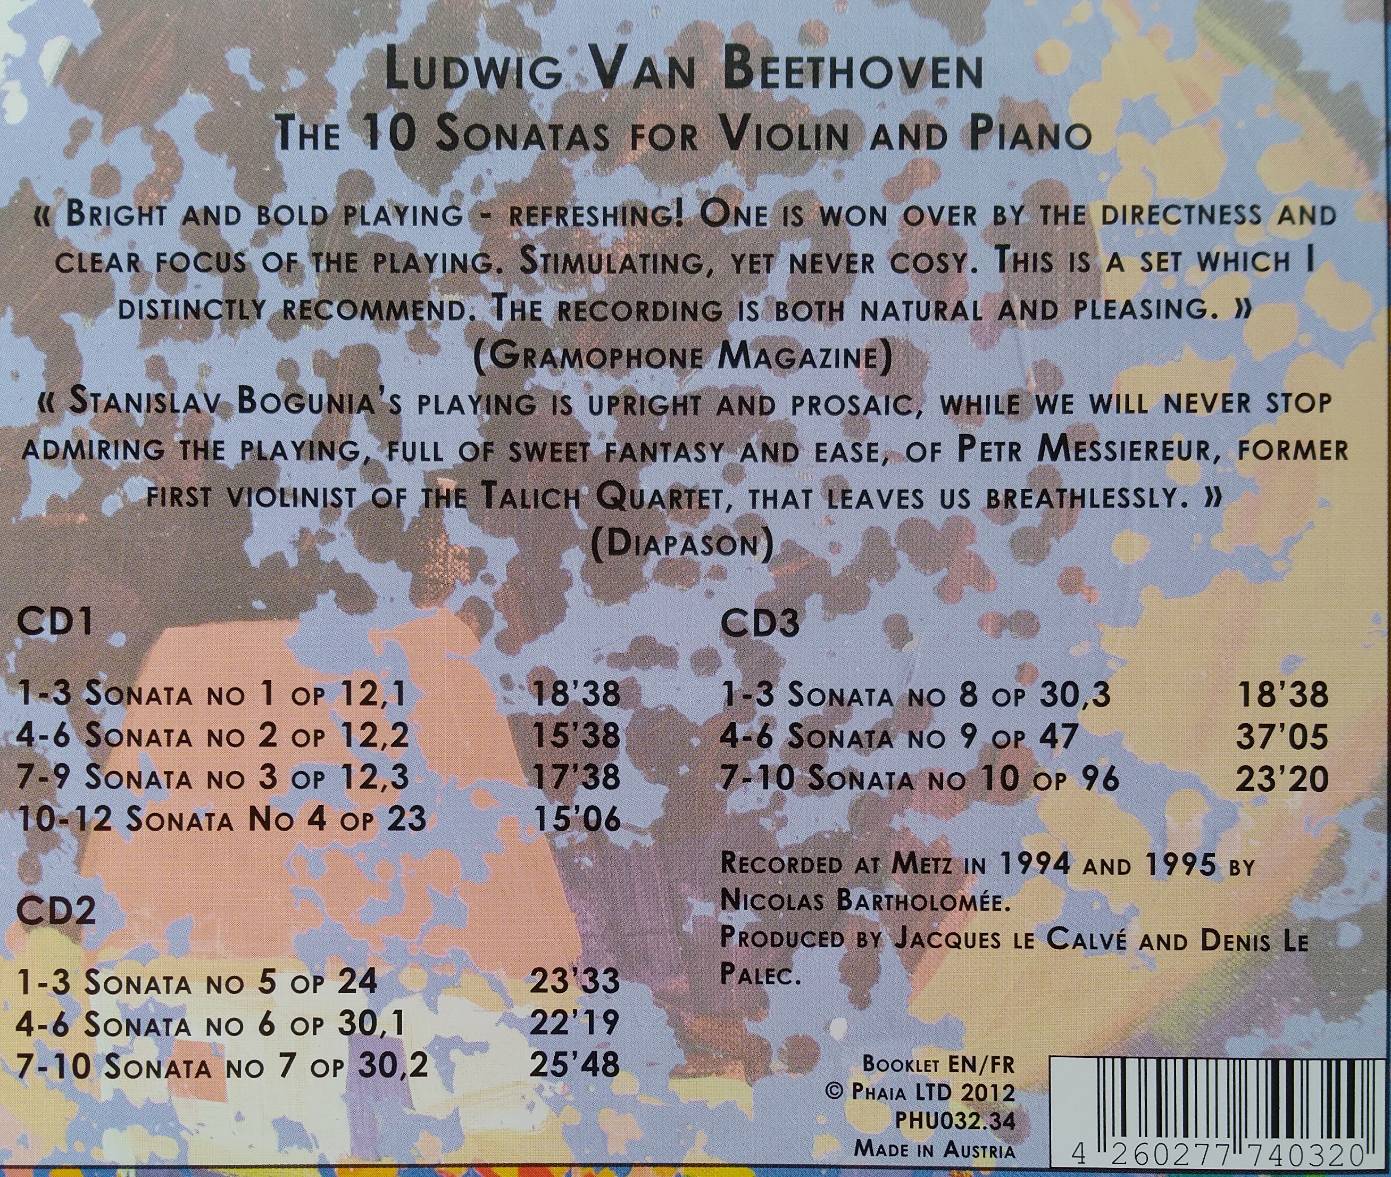 Ludwig Van Beethoven
The 10 Sonatas for Violin and Piano
« Bright and bold playing - refreshing! One is won over by the directness and
clear focus of the playing. Stimulating, yet never cosy. This is a set which I
distinctly recommend. The recording is both natural and pleasing. »
(Gramophone Magazine)
« Stanislav Bogunia's playing is upright and prosaic, while we will never stop
admiring the playing, full of sweet fantasy and ease, of Petr Messiereur, former
first violinist of the Talich Quartet, that leaves us breathlessly. »
(Diapason)
CD1
1-3 Sonata no 1 op 12,1 18'38
4-6 Sonata no 2 op 12,2 15'38
7-9 Sonata no 3 op 12,3 17'38
10-12 Sonata No 4 op 23 15'06
CD2
1-3 Sonata no 5 op 24 23'33
4-6 Sonata no 6 op 30,1 22'19
7-10 Sonata no 7 op 30,2 25'48
CD3
1-3 Sonata no 8 op 30,3 18'38
4-6 Sonata no 9 op 47 37'05
7-10 Sonata no 10 op 96 23'20
Recorded at Metz in 1994 and 1995 by
Nicolas Bartholomée.
Produced by Jacques le Calvé and Denis Le
Palec.
Booklet EN/FR
© Phaia LTD 2012
PHU032.34
Made in Austria
4 260277 740320